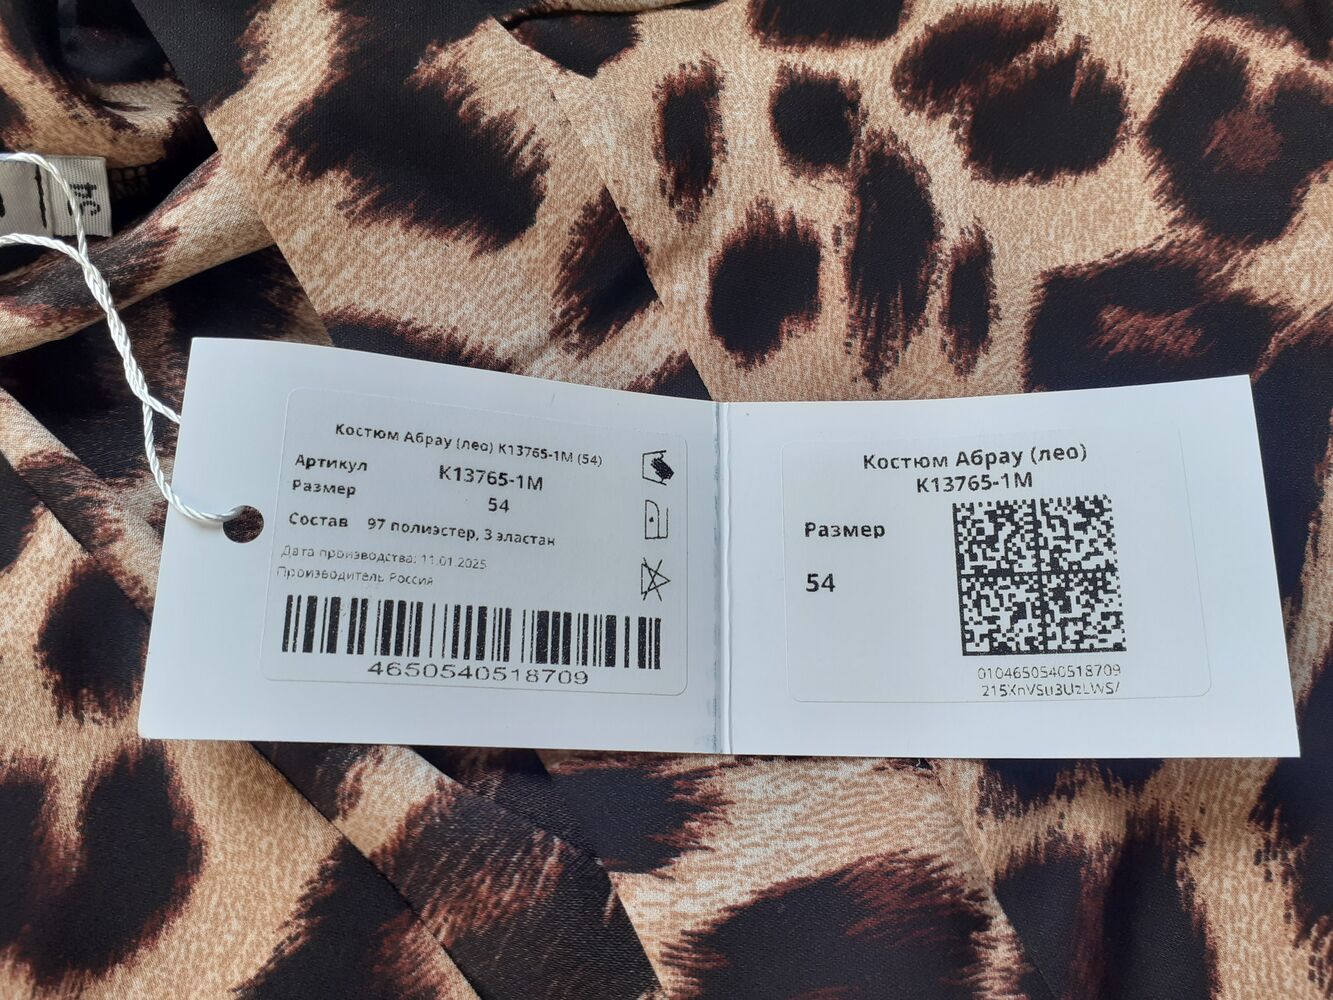 54
Костюм Абрау (лео) К13765-1М (54)
Артикул К13765-1М
Размер 54
Состав 97 полиэстер, 3 эластан
Дата производства: 11.01.2025
Производитель Россия
4650540518709
Костюм Абрау (лео)
К13765-1М
Размер
54
0104650540518709
215XnVSu3UzLWS/